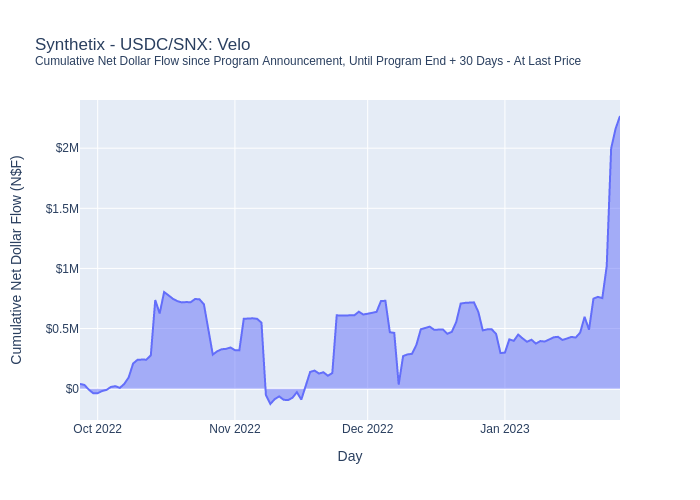 Synthetix - USDC/SNX: Velo
Cumulative Net Dollar Flow since Program Announcement, Until Program End + 30 Days - At Last Price
Cumulative Net Dollar Flow (N$F)
$2M
$1.5M
$1M
$0.5M
$0
Oct 2022
Nov 2022
Dec 2022
Jan 2023
Day